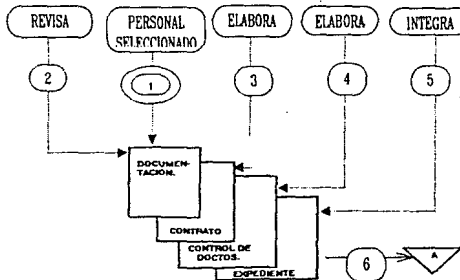 REVISA
PERSONAL
SELECCIONADO
ELABORA
ELABORA
INTEGRA
2
1
3
4
5
DOCUMEN-
TACION.
CONTRATO
CONTROL DE
DOCTOS.
EXPEDIENTE
6
A